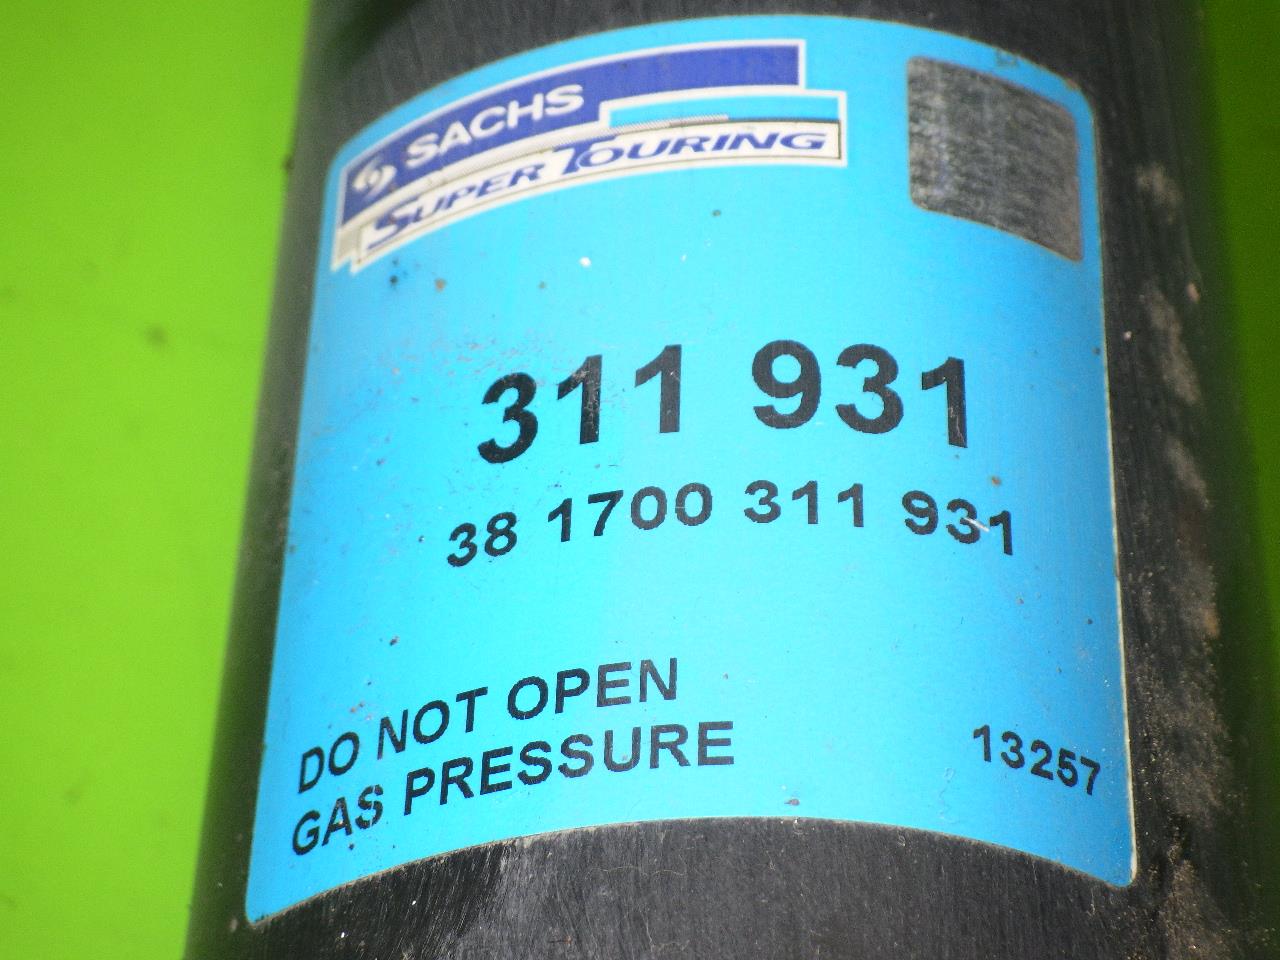 SACHS
SUPER TOURING
311 931
38 1700 311 931
DO NOT OPEN
GAS PRESSURE
13257